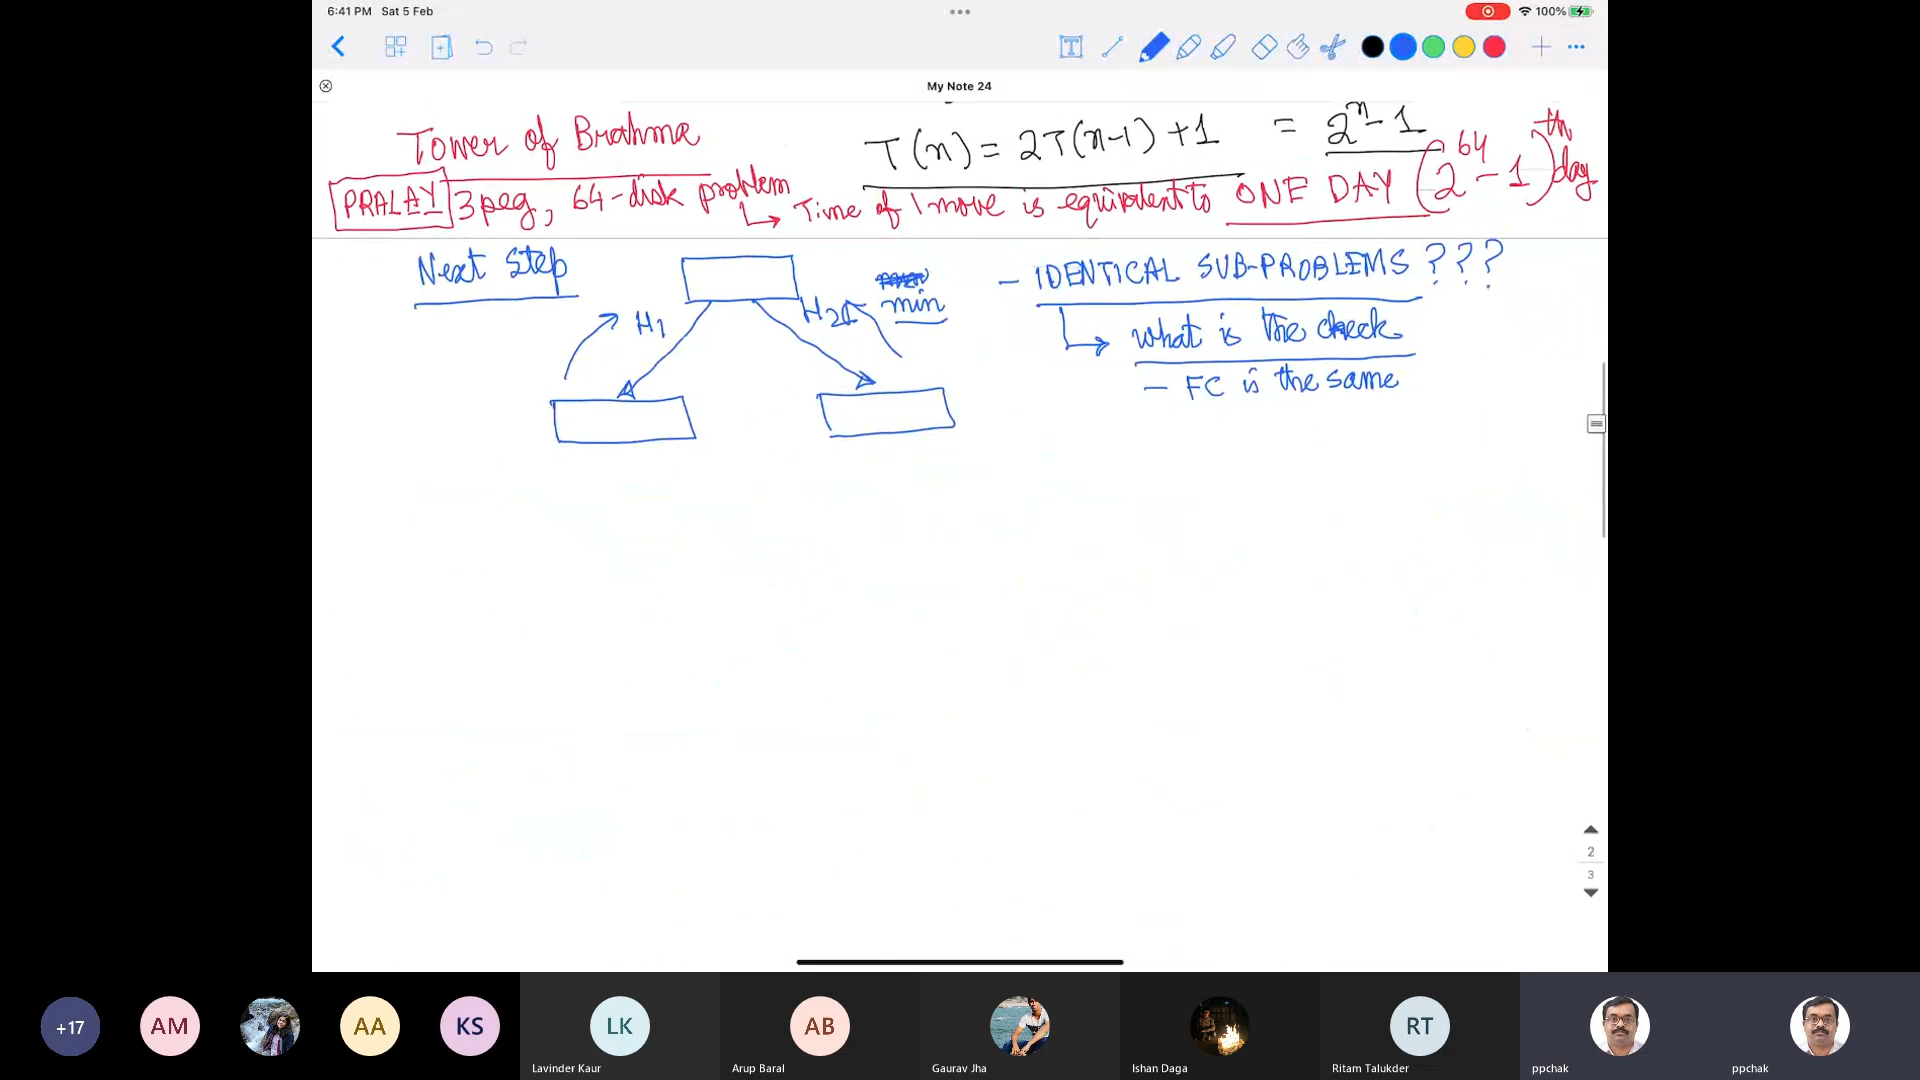 6:41 PM Sat 5 Feb
100%
My Note 24
Tower of Brahma
T(n) = 2T(n-1) + 1 = 2^n - 1
PRALAY 3 peg, 64-disk problem
Time of 1 move is equivalent to ONE DAY (2^64 - 1)th day
Next Step
H1
H2
min
- IDENTICAL SUB-PROBLEMS ???
what is the check
- FC is the same
2
3
+17
AM
AA
KS
LK
AB
RT
Lavinder Kaur
Arup Baral
Gaurav Jha
Ishan Daga
Ritam Talukder
ppchak
ppchak